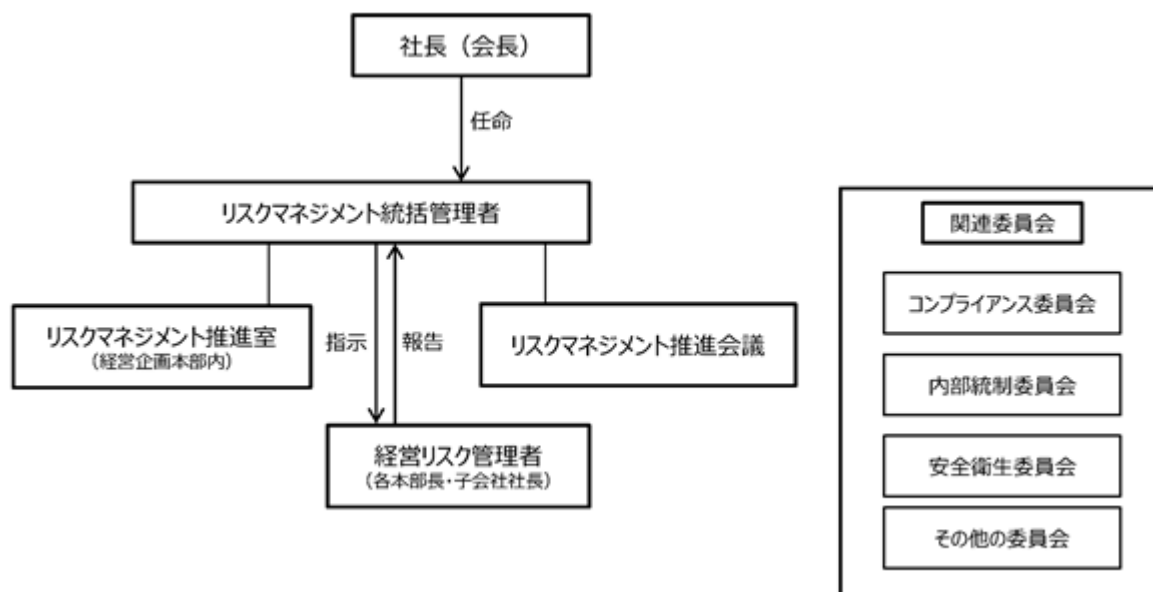 社長（会長）
任命
リスクマネジメント統括管理者
リスクマネジメント推進室
（経営企画本部内）
指示
報告
リスクマネジメント推進会議
経営リスク管理者
（各本部長・子会社社長）
関連委員会
コンプライアンス委員会
内部統制委員会
安全衛生委員会
その他の委員会